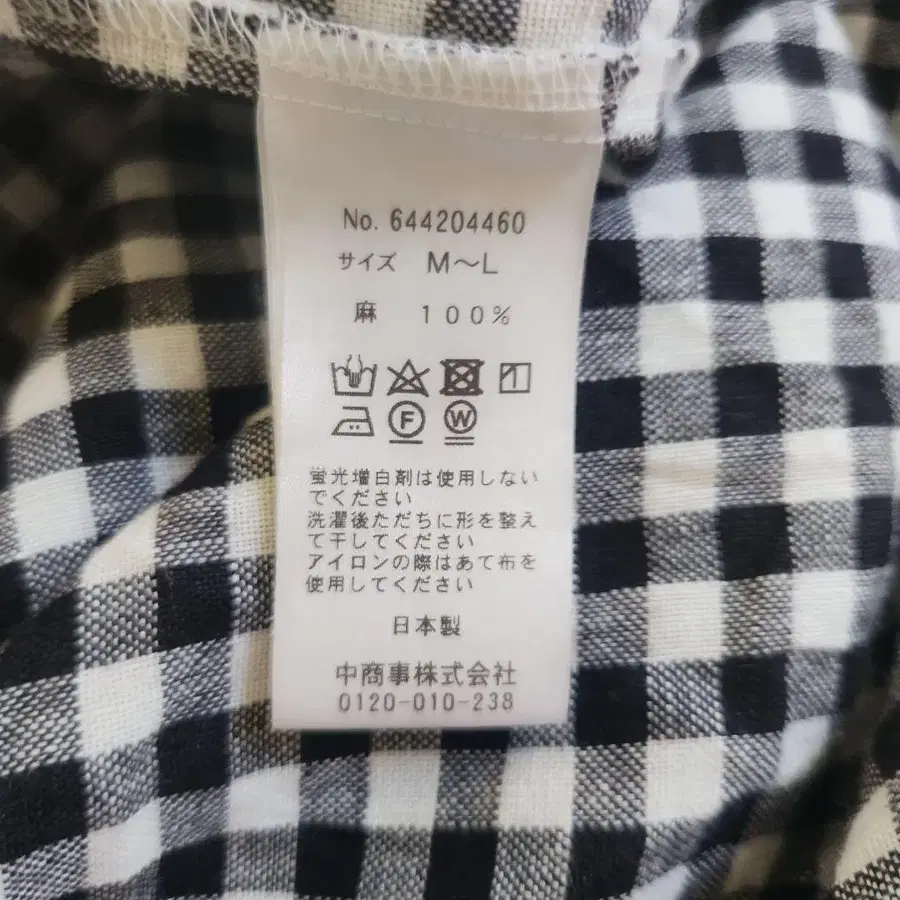 No. 644204460
サイズ M～L
麻 100%
F W
蛍光増白剤は使用しない
でください
洗濯後ただちに形を整え
て干してください
アイロンの際はあて布を
使用してください
日本製
中商事株式会社
0120-010-238